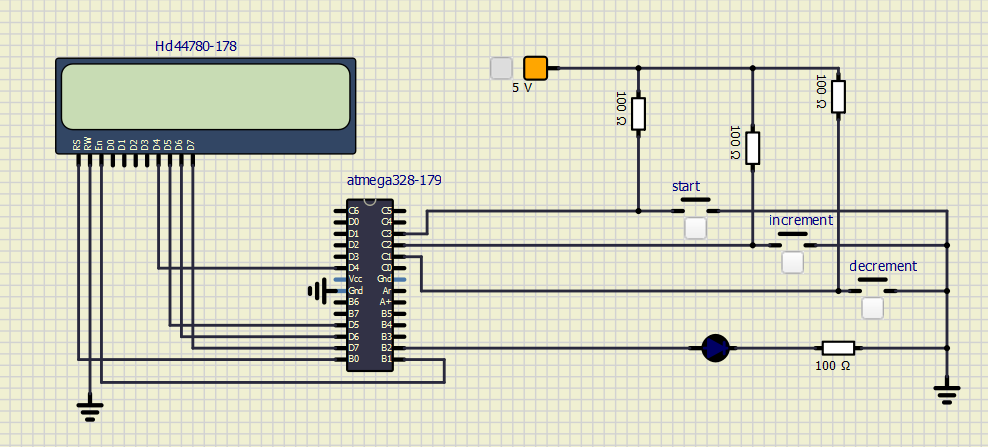 Hd44780-178
5 V
100 Ω
100 Ω
100 Ω
RS RW En D0 D1 D2 D3 D4 D5 D6 D7
atmega328-179
start
increment
decrement
C6 C5
D0 C4
D1 C3
D2 C2
D3 C1
D4 C0
Vcc Gnd
Gnd Ar
B6 A+
B7 B5
D5 B4
D6 B3
D7 B2
B0 B1
100 Ω